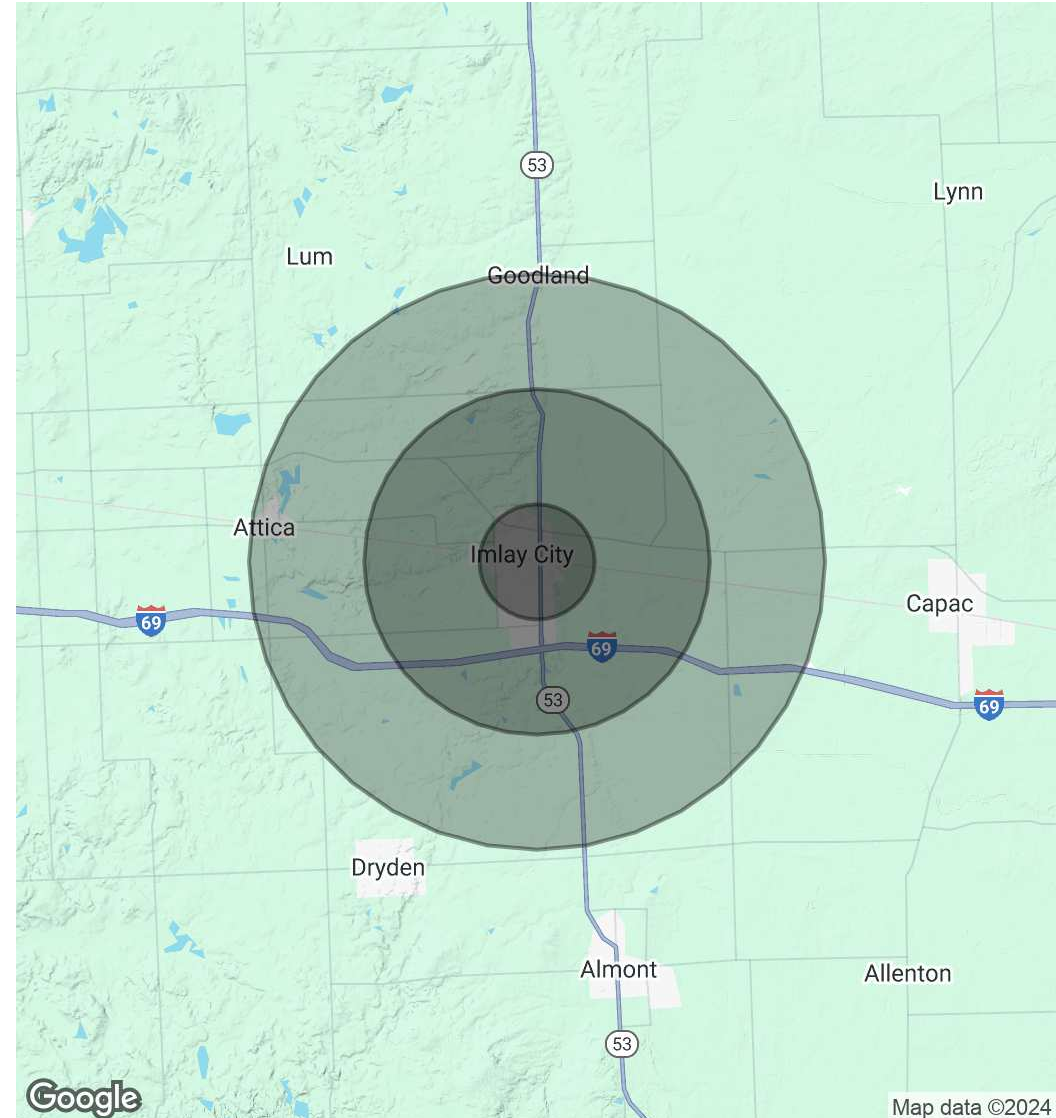 53
Lynn
Lum
Goodland
Attica
Imlay City
Capac
69
69
53
69
Dryden
Almont
Allenton
53
Google
Map data ©2024